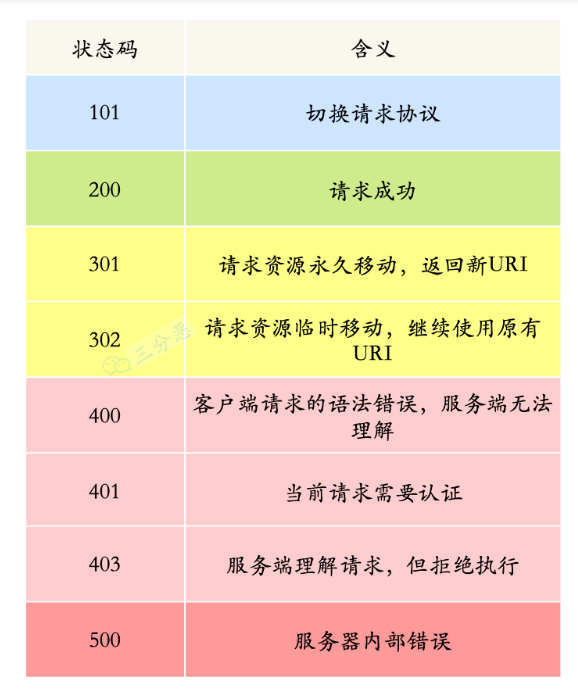 状态码 含义
101 切换请求协议
200 请求成功
301 请求资源永久移动，返回新URI
302 请求资源临时移动，继续使用原有
URI
三分恶
400 客户端请求的语法错误，服务端无法
理解
401 当前请求需要认证
403 服务端理解请求，但拒绝执行
500 服务器内部错误